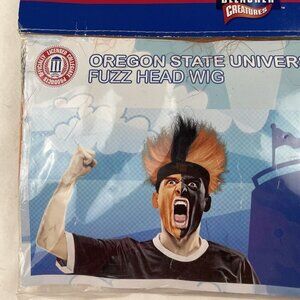 BLEACHER
CREATURES
OREGON STATE UNIVER
FUZZ HEAD WIG